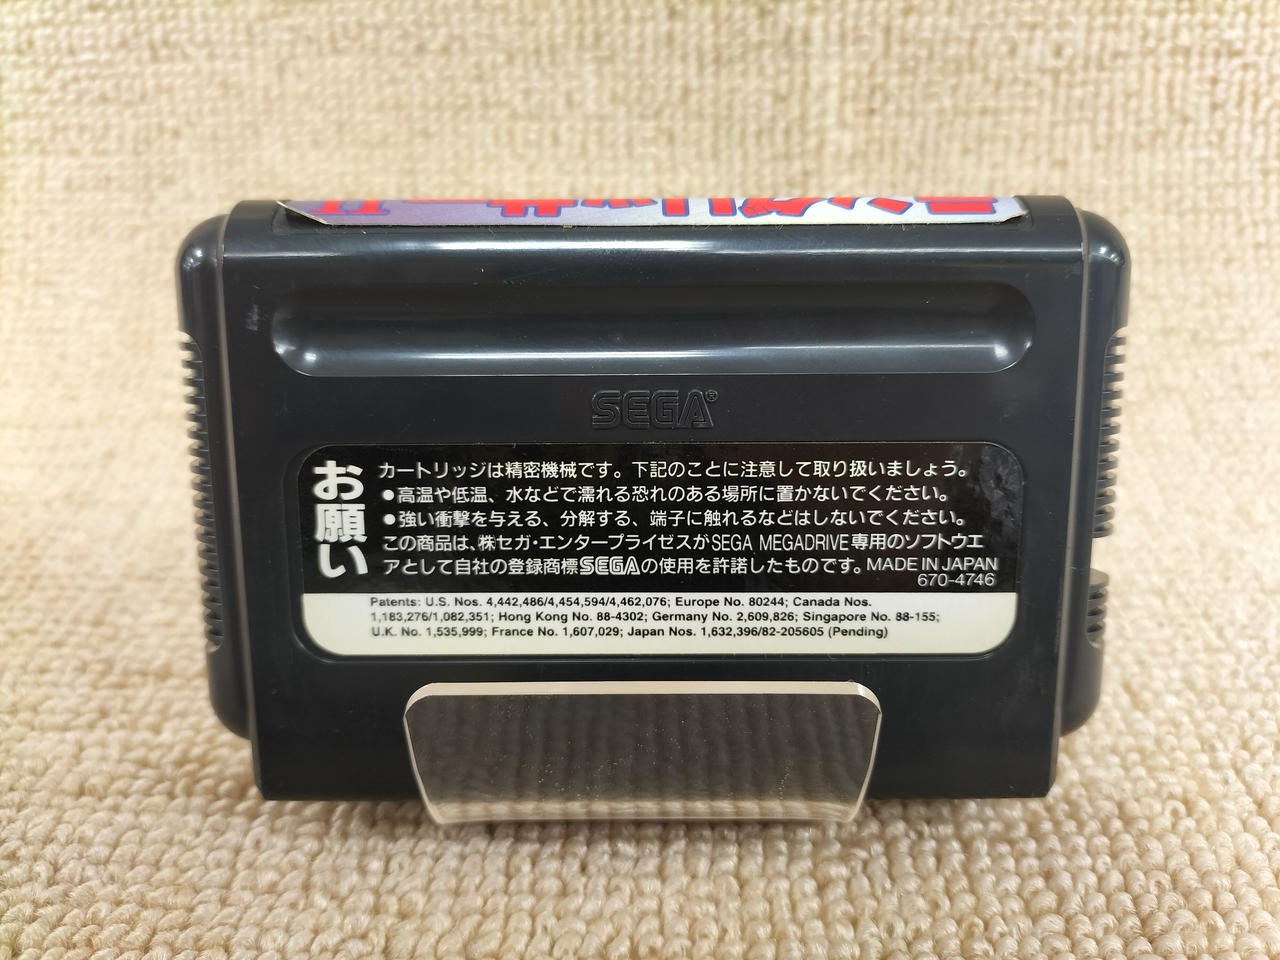 ラングリッサーII
SEGA®
お願い
カートリッジは精密機械です。下記のことに注意して取り扱いましょう。
●高温や低温、水などで濡れる恐れのある場所に置かないでください。
●強い衝撃を与える、分解する、端子に触れるなどはしないでください。
この商品は、㈱セガ・エンタープライゼスがSEGA MEGADRIVE専用のソフトウエ
アとして自社の登録商標SEGAの使用を許諾したものです。MADE IN JAPAN
670-4746
Patents: U.S. Nos. 4,442,486/4,454,594/4,462,076; Europe No. 80244; Canada Nos.
1,183,276/1,082,351; Hong Kong No. 88-4302; Germany No. 2,609,826; Singapore No. 88-155;
U.K. No. 1,535,999; France No. 1,607,029; Japan Nos. 1,632,396/82-205605 (Pending)